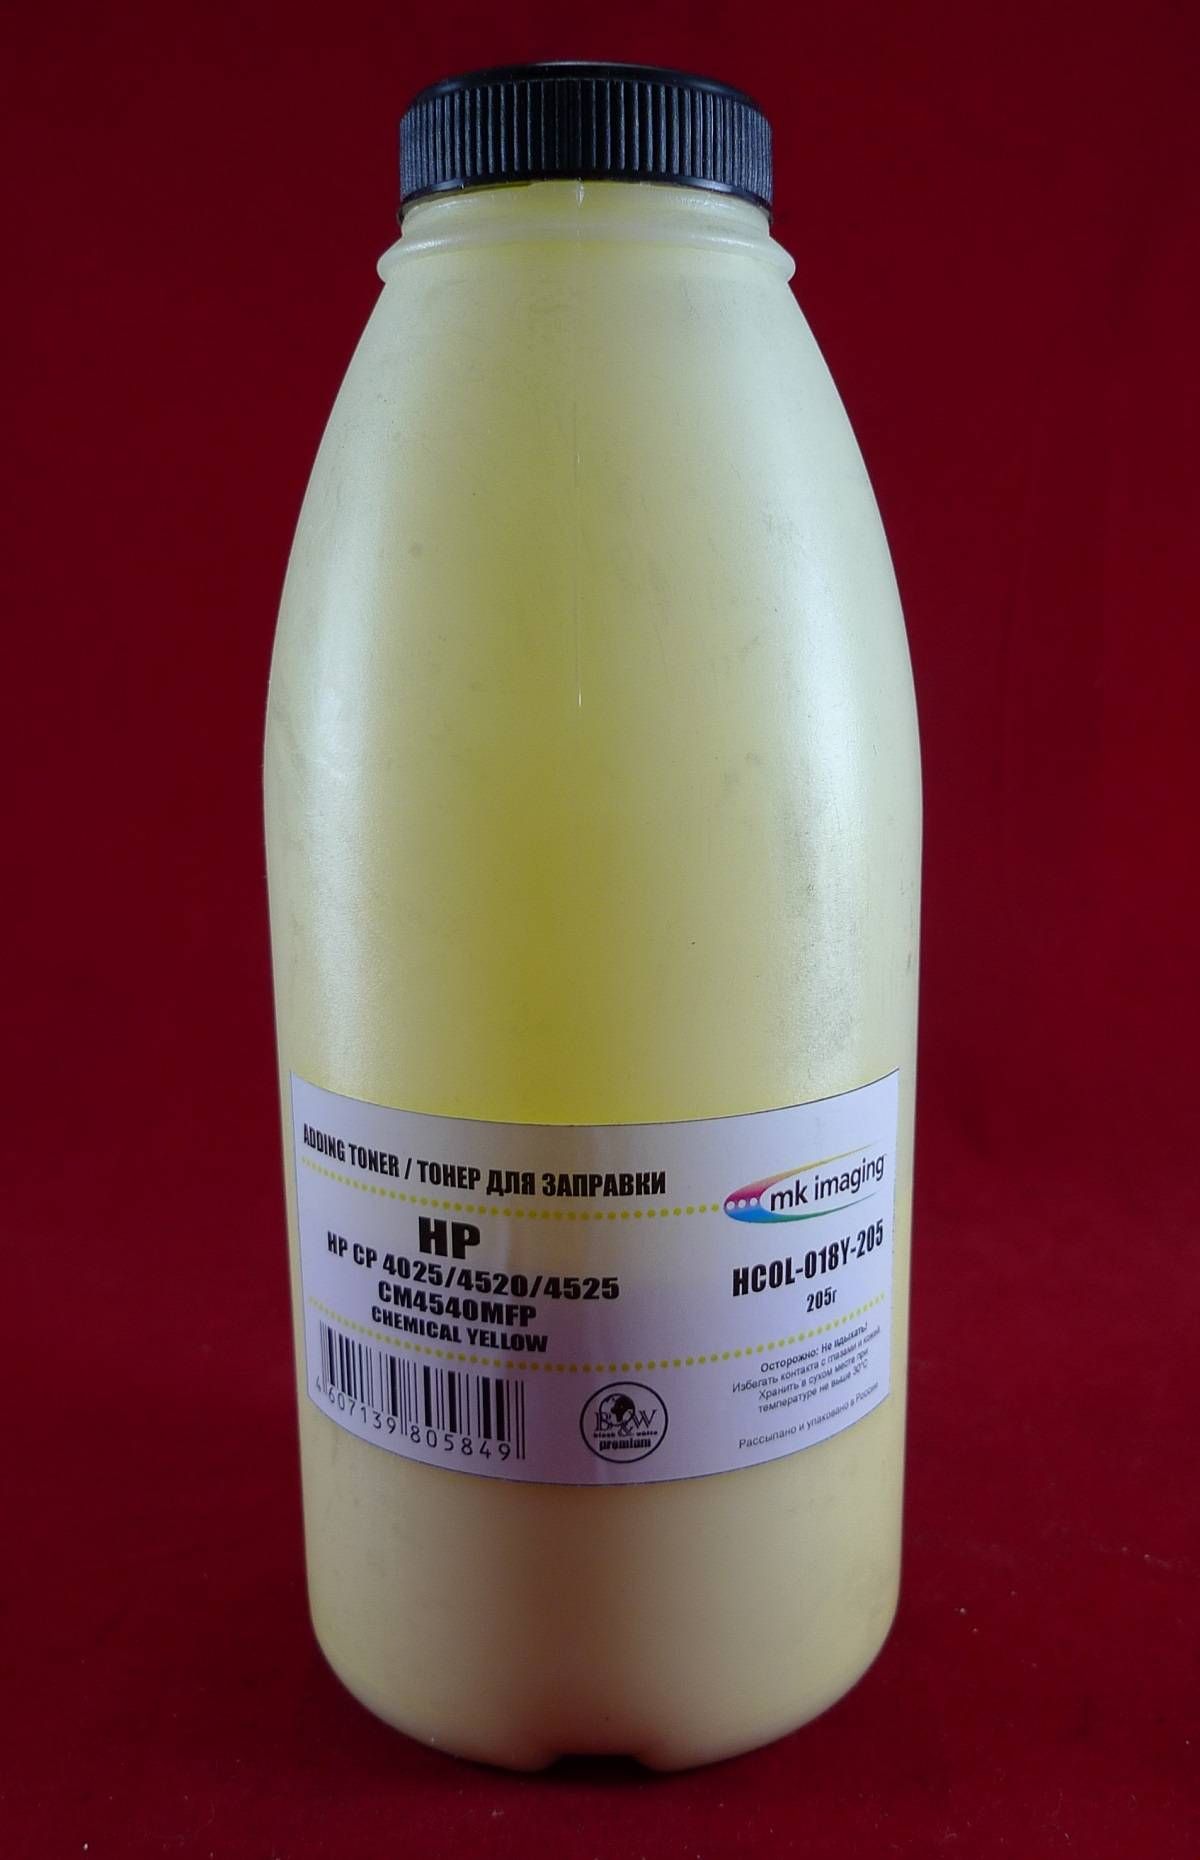 ADDING TONER / ТОНЕР ДЛЯ ЗАПРАВКИ
mk imaging
HP
HP CP 4025/4520/4525
CM4540MFP
CHEMICAL YELLOW
HCOL-018Y-205
205г
Осторожно: Не вдыхать!
Избегать контакта с глазами и кожей
Хранить в сухом месте при
температуре не выше 30°C
Рассыпано и упаковано в России
4607139805849
B&W
black & white
premium